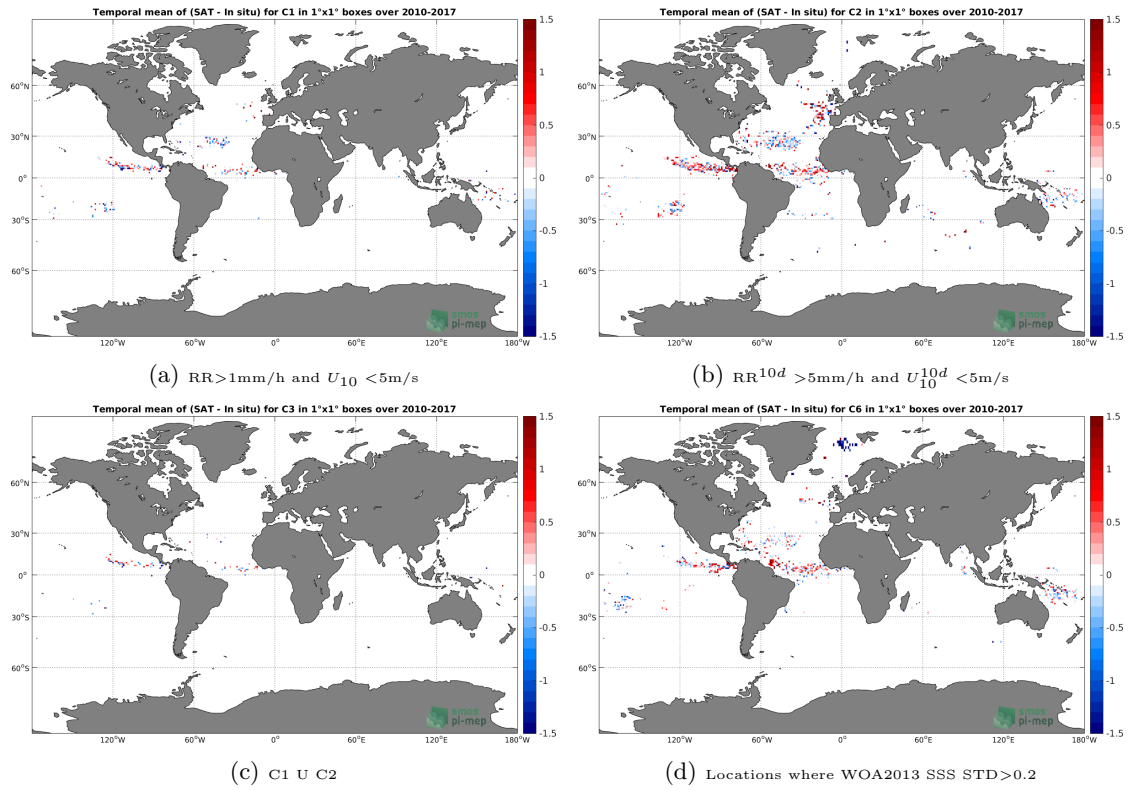 Temporal mean of (SAT - In situ) for C1 in 1°x1° boxes over 2010-2017
1.5
60°N
1
30°N
0.5
0°
0
30°S
-0.5
60°S
-1
smos
pi-mep
-1.5
120°W 60°W 0° 60°E 120°E 180°W
(a) RR>1mm/h and U10 <5m/s
Temporal mean of (SAT - In situ) for C2 in 1°x1° boxes over 2010-2017
1.5
60°N
1
30°N
0.5
0°
0
30°S
-0.5
60°S
-1
smos
pi-mep
-1.5
120°W 60°W 0° 60°E 120°E 180°W
(b) RR10d >5mm/h and U10d10 <5m/s
Temporal mean of (SAT - In situ) for C3 in 1°x1° boxes over 2010-2017
1.5
60°N
1
30°N
0.5
0°
0
30°S
-0.5
60°S
-1
smos
pi-mep
-1.5
120°W 60°W 0° 60°E 120°E 180°W
(c) C1 U C2
Temporal mean of (SAT - In situ) for C6 in 1°x1° boxes over 2010-2017
1.5
60°N
1
30°N
0.5
0°
0
30°S
-0.5
60°S
-1
smos
pi-mep
-1.5
120°W 60°W 0° 60°E 120°E 180°W
(d) Locations where WOA2013 SSS STD>0.2